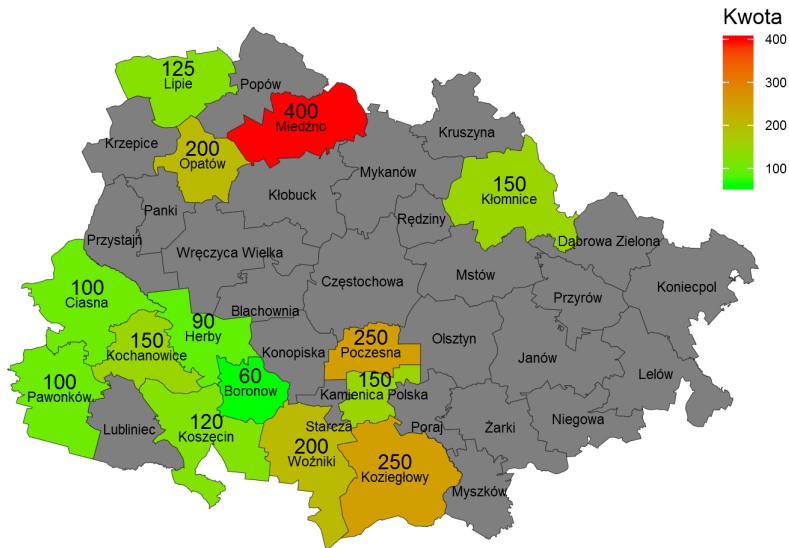 Kwota
400
300
200
100
125
Lipie
Popów
400
Miedźno
Krzepice
200
Opatów
Kruszyna
Mykanów
Kłobuck
150
Kłomnice
Panki
Rędziny
Przystajń
Wręczyca Wielka
Dąbrowa Zielona
Częstochowa
Mstów
Koniecpol
100
Ciasna
Przyrów
Blachownia
90
Herby
150
Kochanowice
250
Poczesna
Olsztyn
Konopiska
Janów
100
Pawonków
60
Boronow
150
Kamienica Polska
Lelów
120
Koszęcin
Lubliniec
Starcza
Poraj
Żarki
Niegowa
200
Woźniki
250
Koziegłowy
Myszków